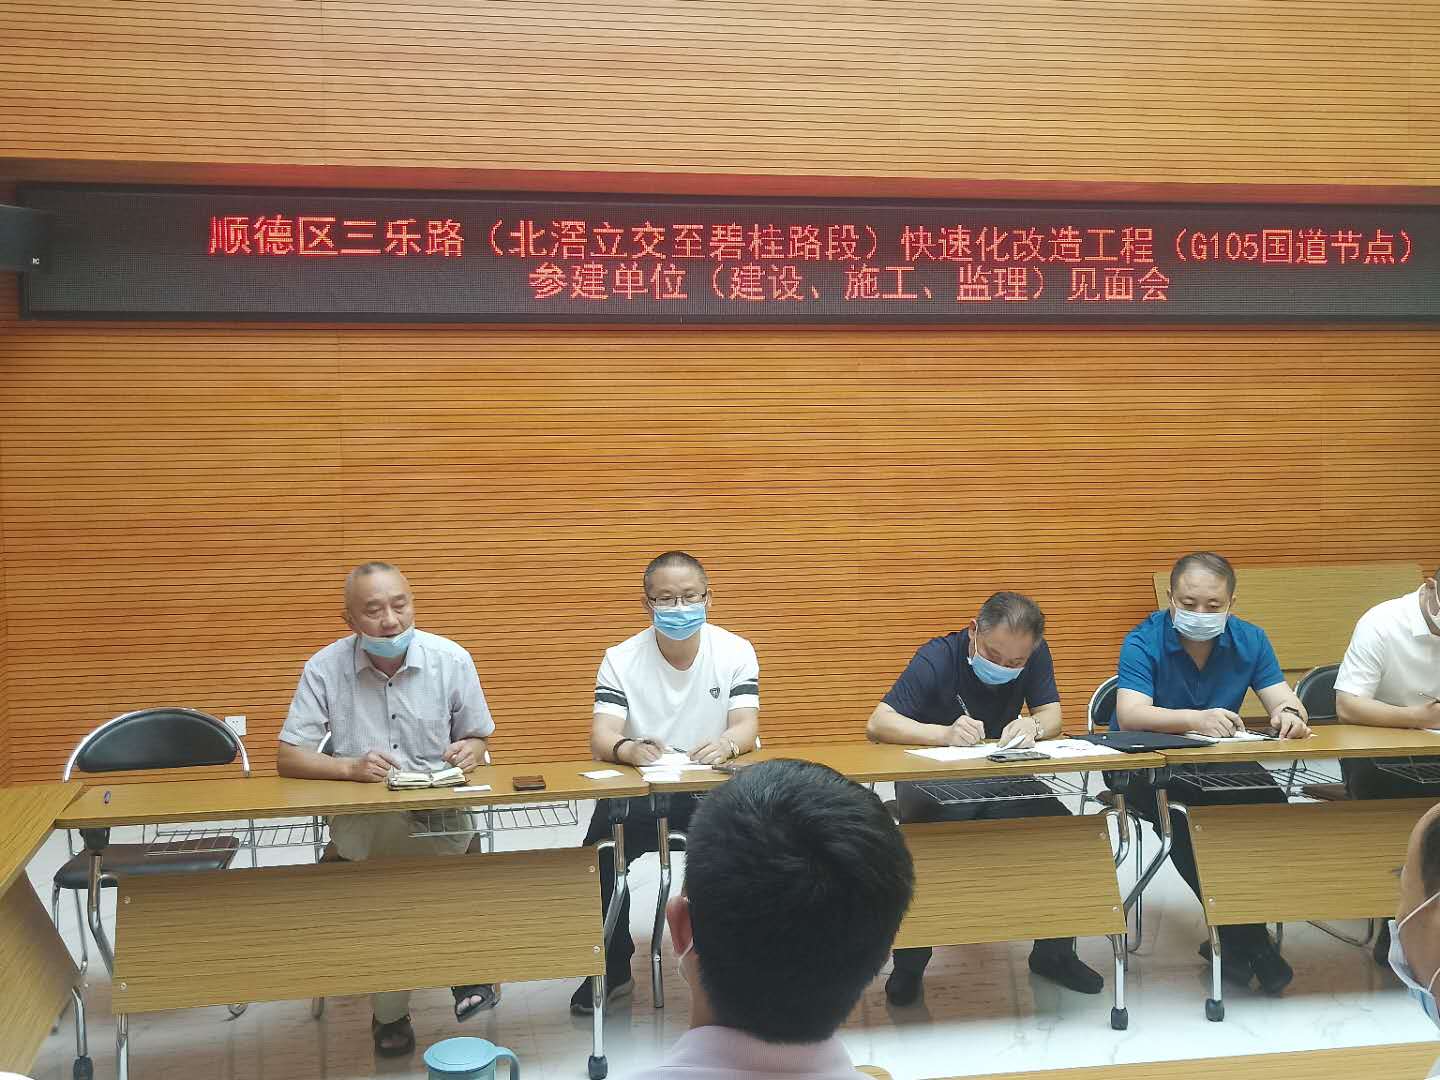 顺德区三乐路（北滘立交至碧桂路段）快速化改造工程（G105国道节点）
参建单位（建设、施工、监理）见面会